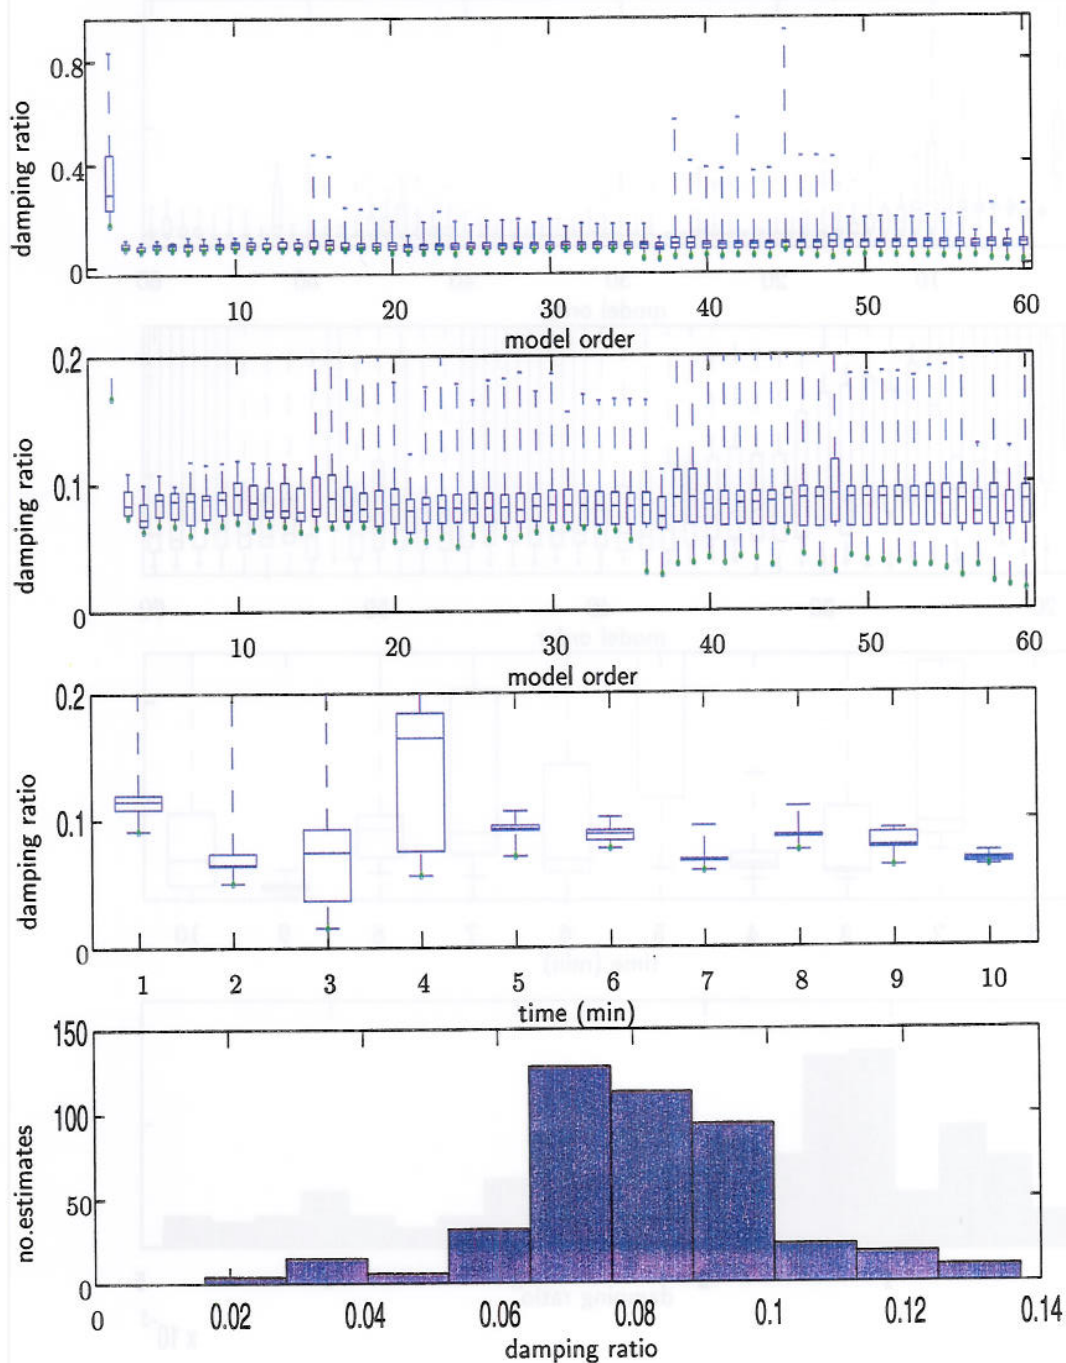 0.8
0.4
0
damping ratio
10 20 30 40 50 60
model order
0.2
0.1
0
damping ratio
10 20 30 40 50 60
model order
0.2
0.1
0
damping ratio
1 2 3 4 5 6 7 8 9 10
time (min)
150
100
50
0
no.estimates
0 0.02 0.04 0.06 0.08 0.1 0.12 0.14
damping ratio